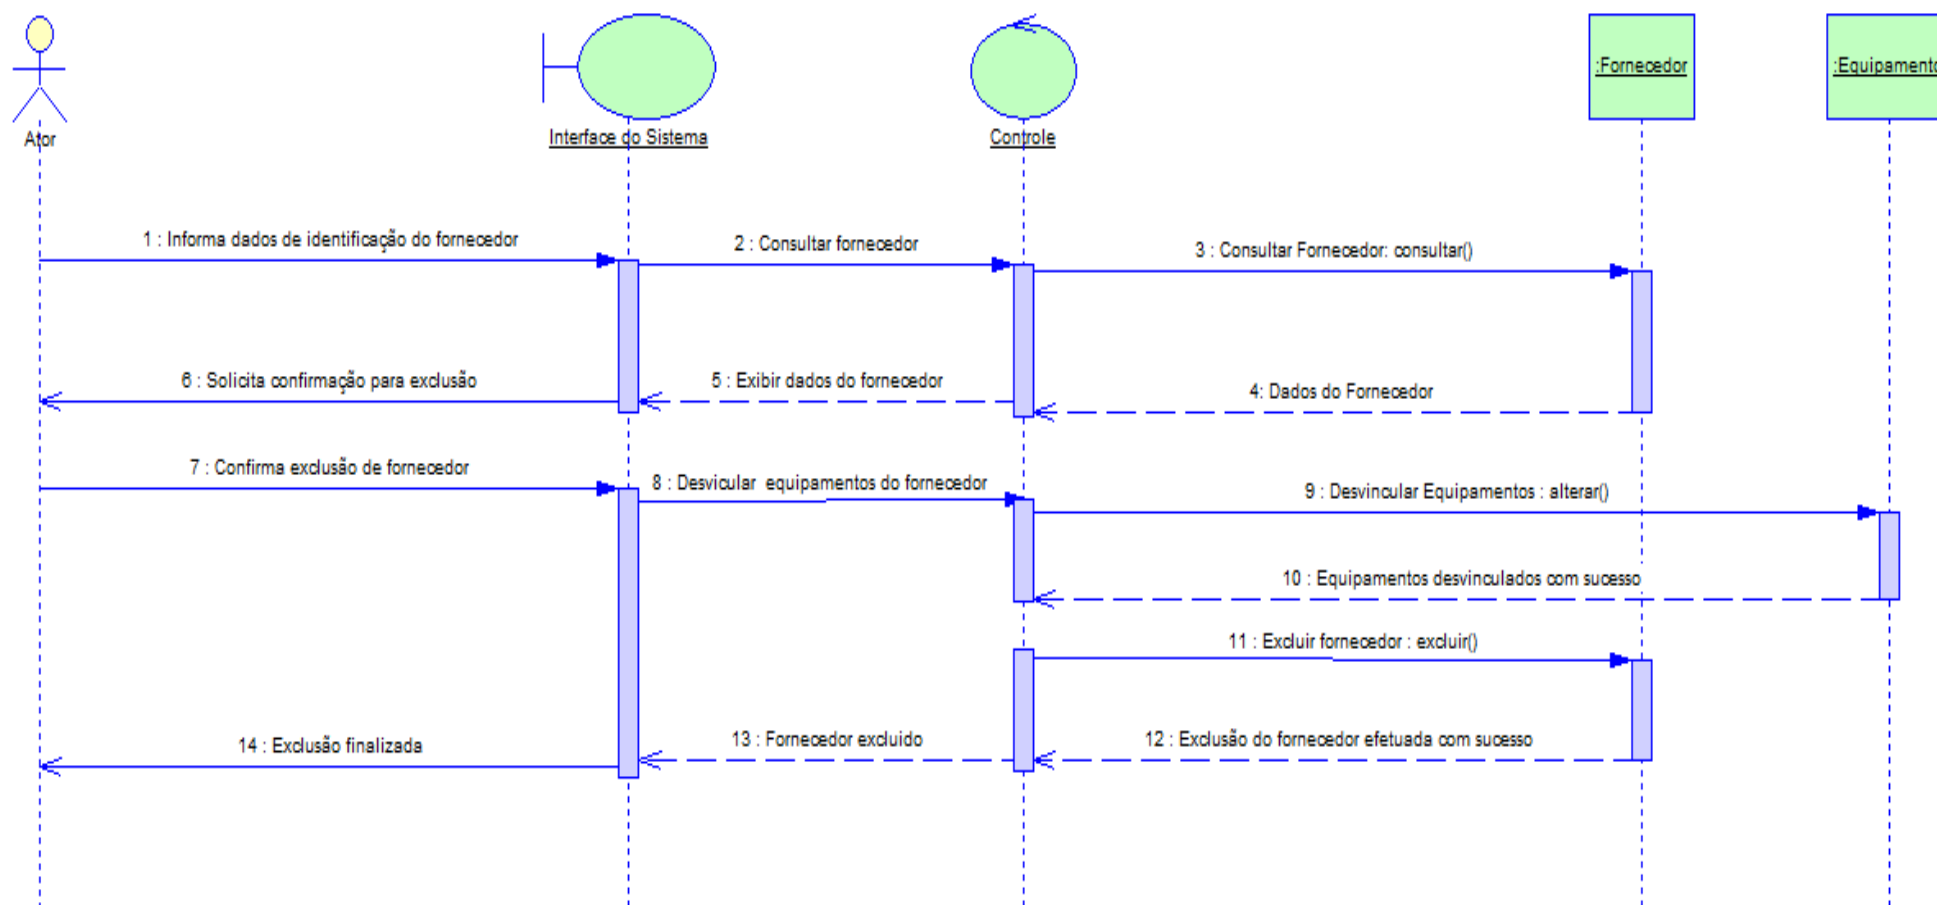 :Fornecedor
:Equipamento
Ator
Interface do Sistema
Controle
1 : Informa dados de identificação do fornecedor
2 : Consultar fornecedor
3 : Consultar Fornecedor: consultar()
6 : Solicita confirmação para exclusão
5 : Exibir dados do fornecedor
4: Dados do Fornecedor
7 : Confirma exclusão de fornecedor
8 : Desvicular equipamentos do fornecedor
9 : Desvincular Equipamentos : alterar()
10 : Equipamentos desvinculados com sucesso
11 : Excluir fornecedor : excluir()
14 : Exclusão finalizada
13 : Fornecedor excluido
12 : Exclusão do fornecedor efetuada com sucesso